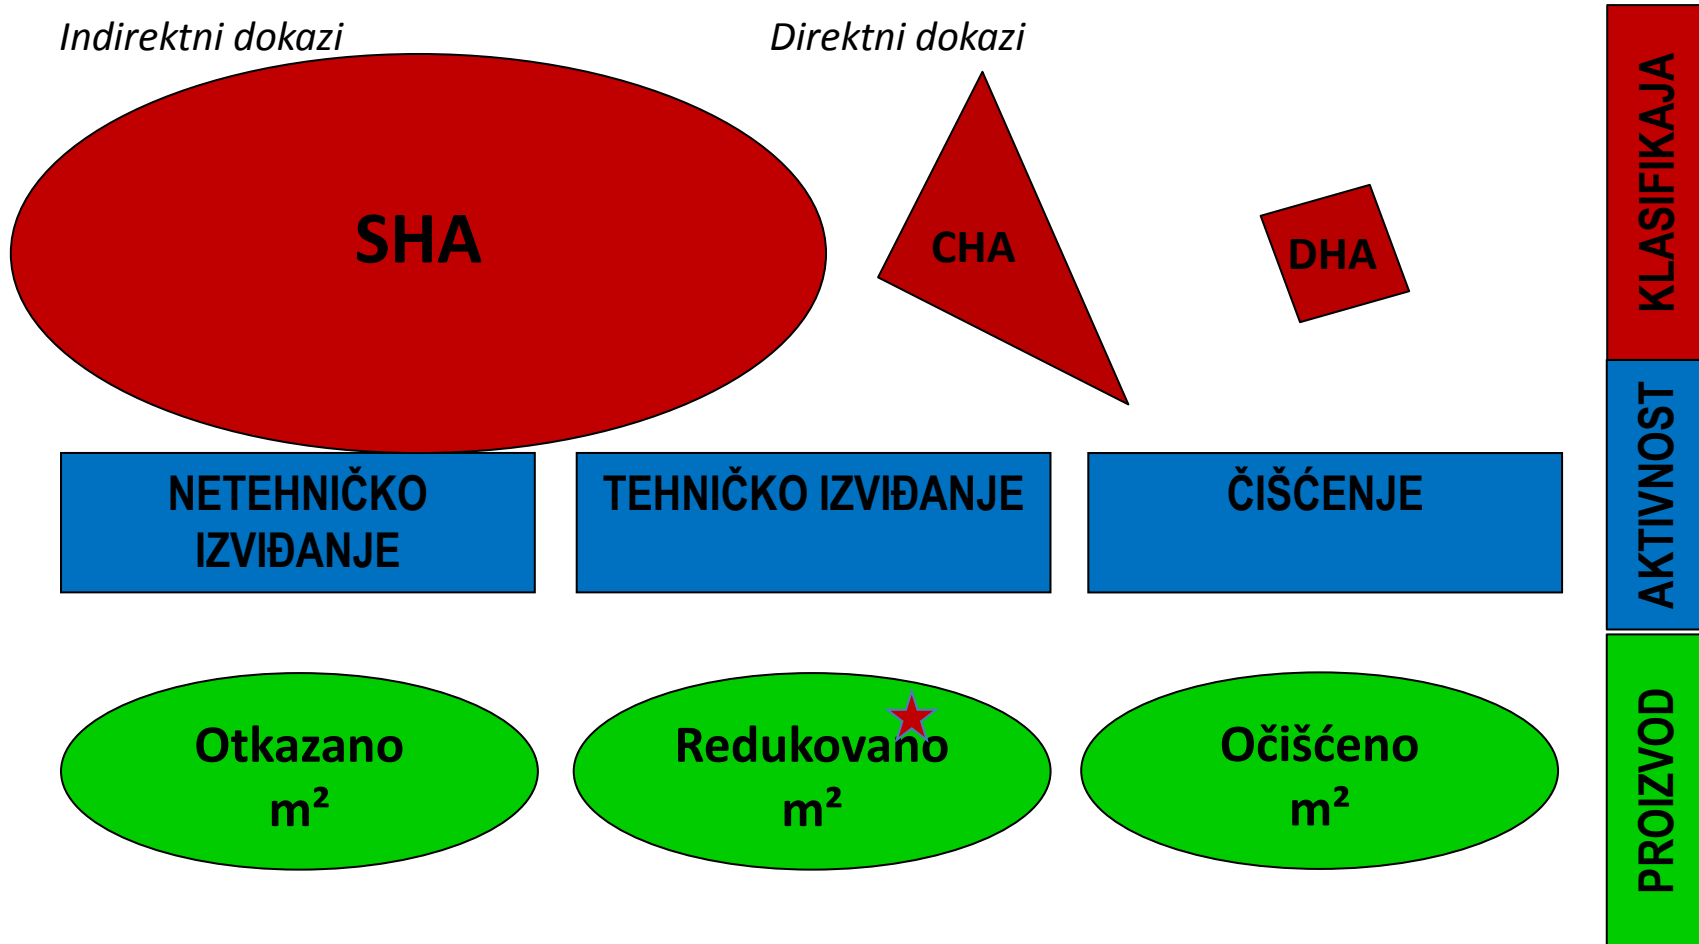 Indirektni dokazi
Direktni dokazi
SHA
CHA
DHA
KLASIFIKAJA
NETEHNIČKO
IZVIĐANJE
TEHNIČKO IZVIĐANJE
ČIŠĆENJE
AKTIVNOST
Otkazano
m²
Redukovano
m²
Očišćeno
m²
PROIZVOD